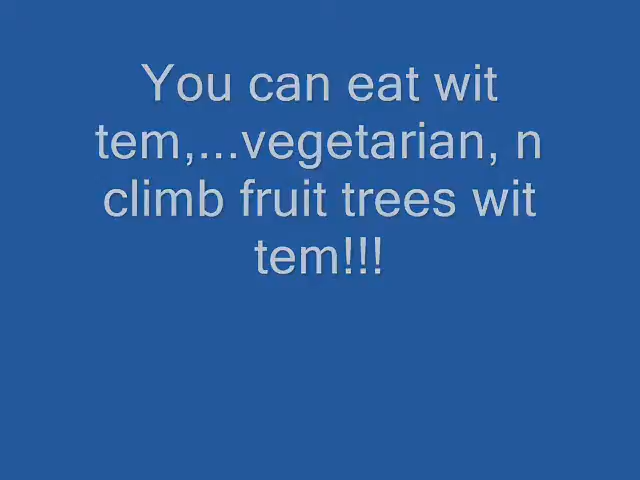 You can eat wit
tem,...vegetarian, n
climb fruit trees wit
tem!!!